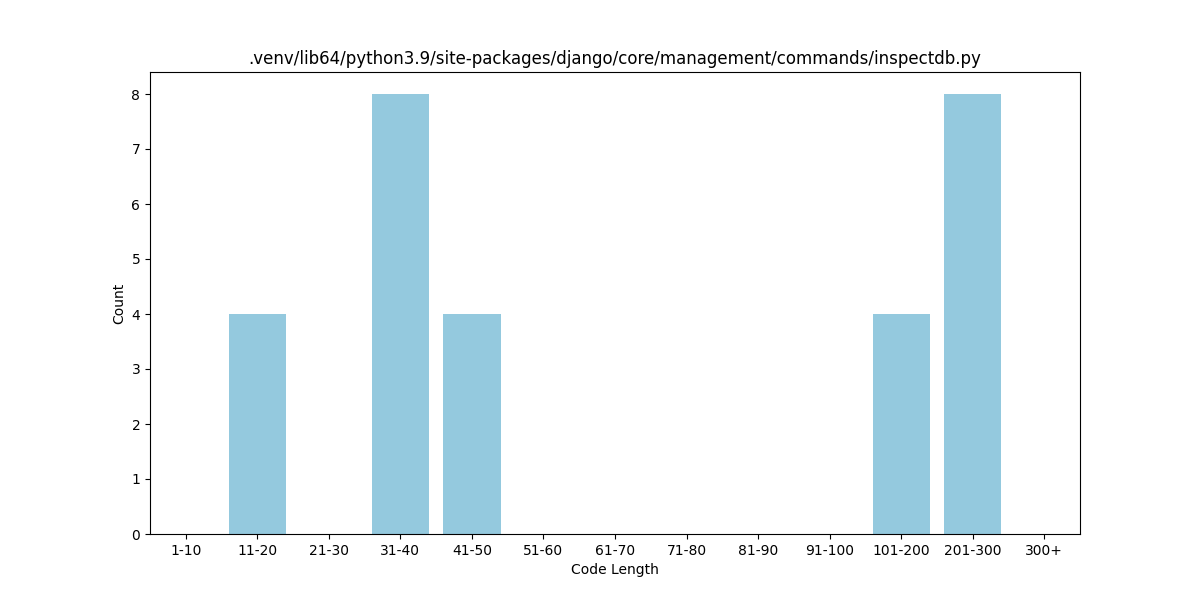 .venv/lib64/python3.9/site-packages/django/core/management/commands/inspectdb.py
8
7
6
5
4
3
2
1
0
Count
1-10 11-20 21-30 31-40 41-50 51-60 61-70 71-80 81-90 91-100 101-200 201-300 300+
Code Length